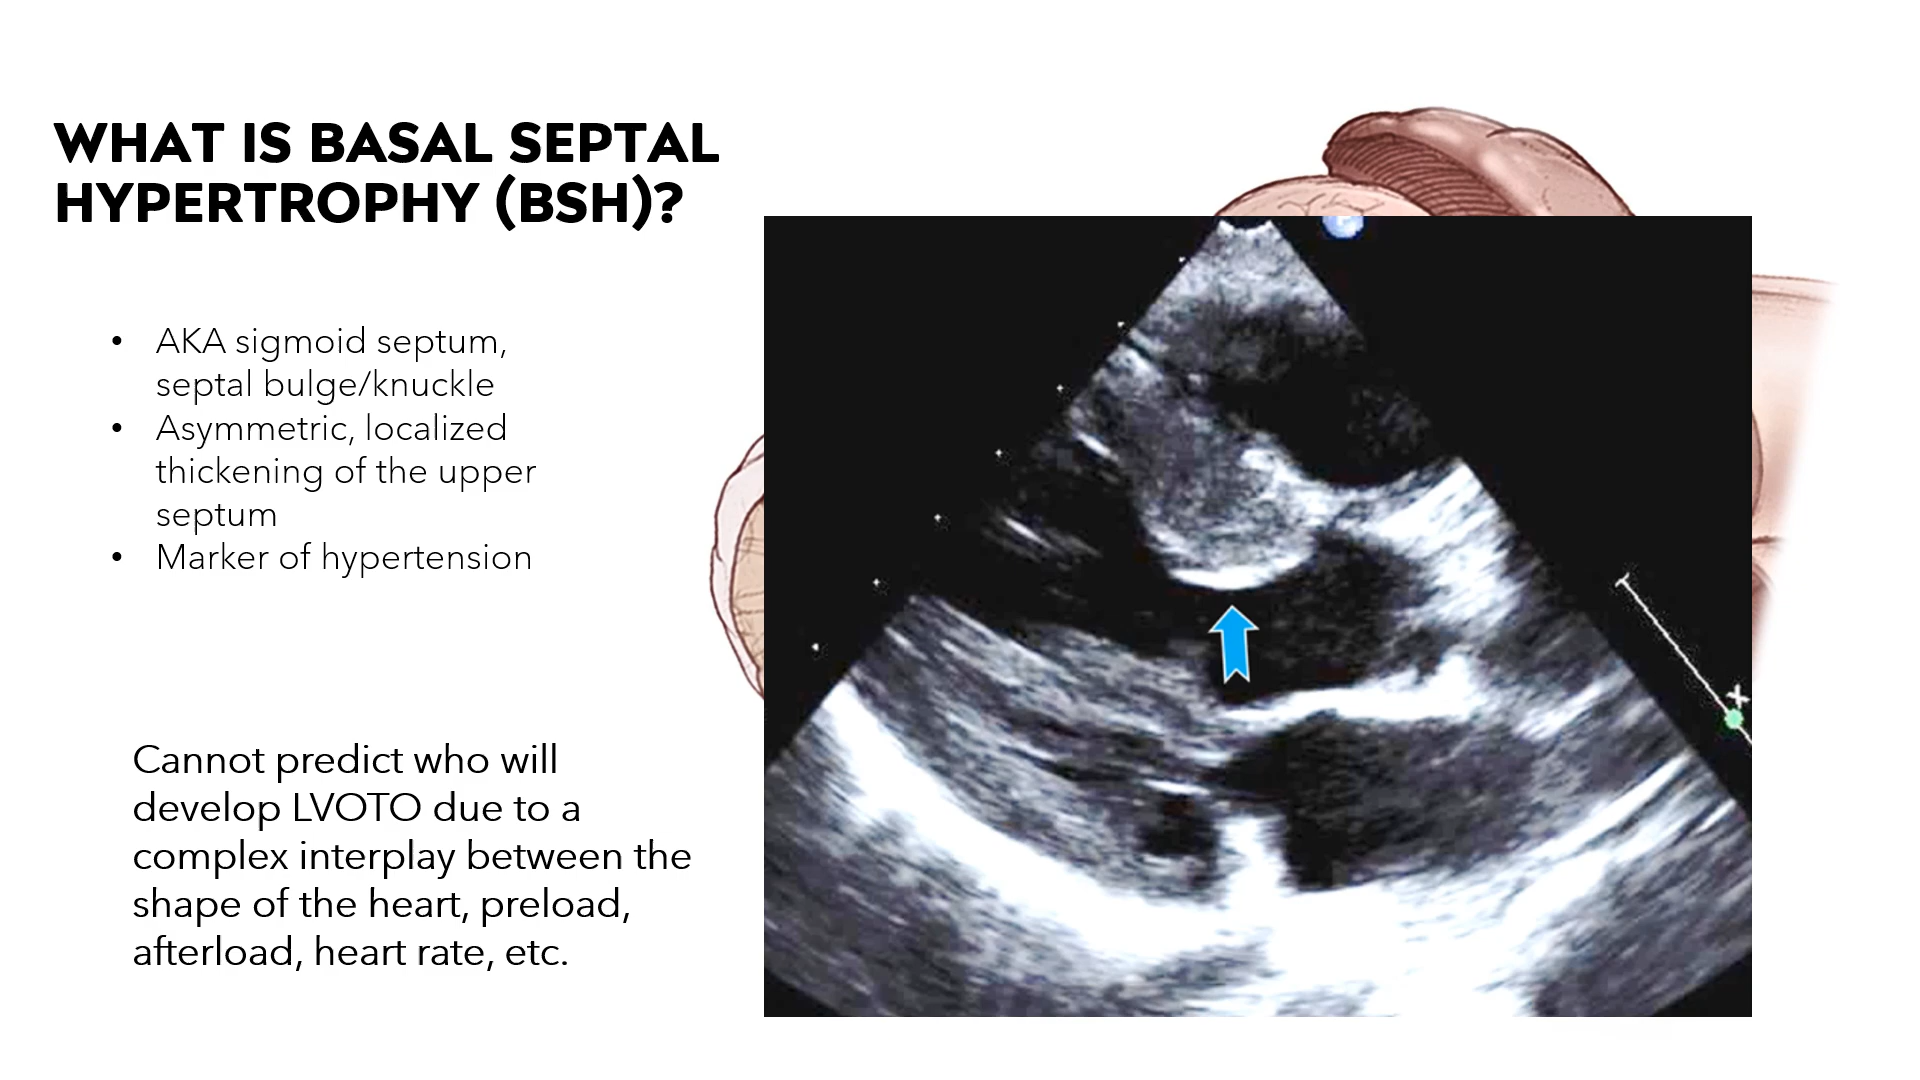 WHAT IS BASAL SEPTAL
HYPERTROPHY (BSH)?
• AKA sigmoid septum,
septal bulge/knuckle
• Asymmetric, localized
thickening of the upper
septum
• Marker of hypertension
Cannot predict who will
develop LVOTO due to a
complex interplay between the
shape of the heart, preload,
afterload, heart rate, etc.